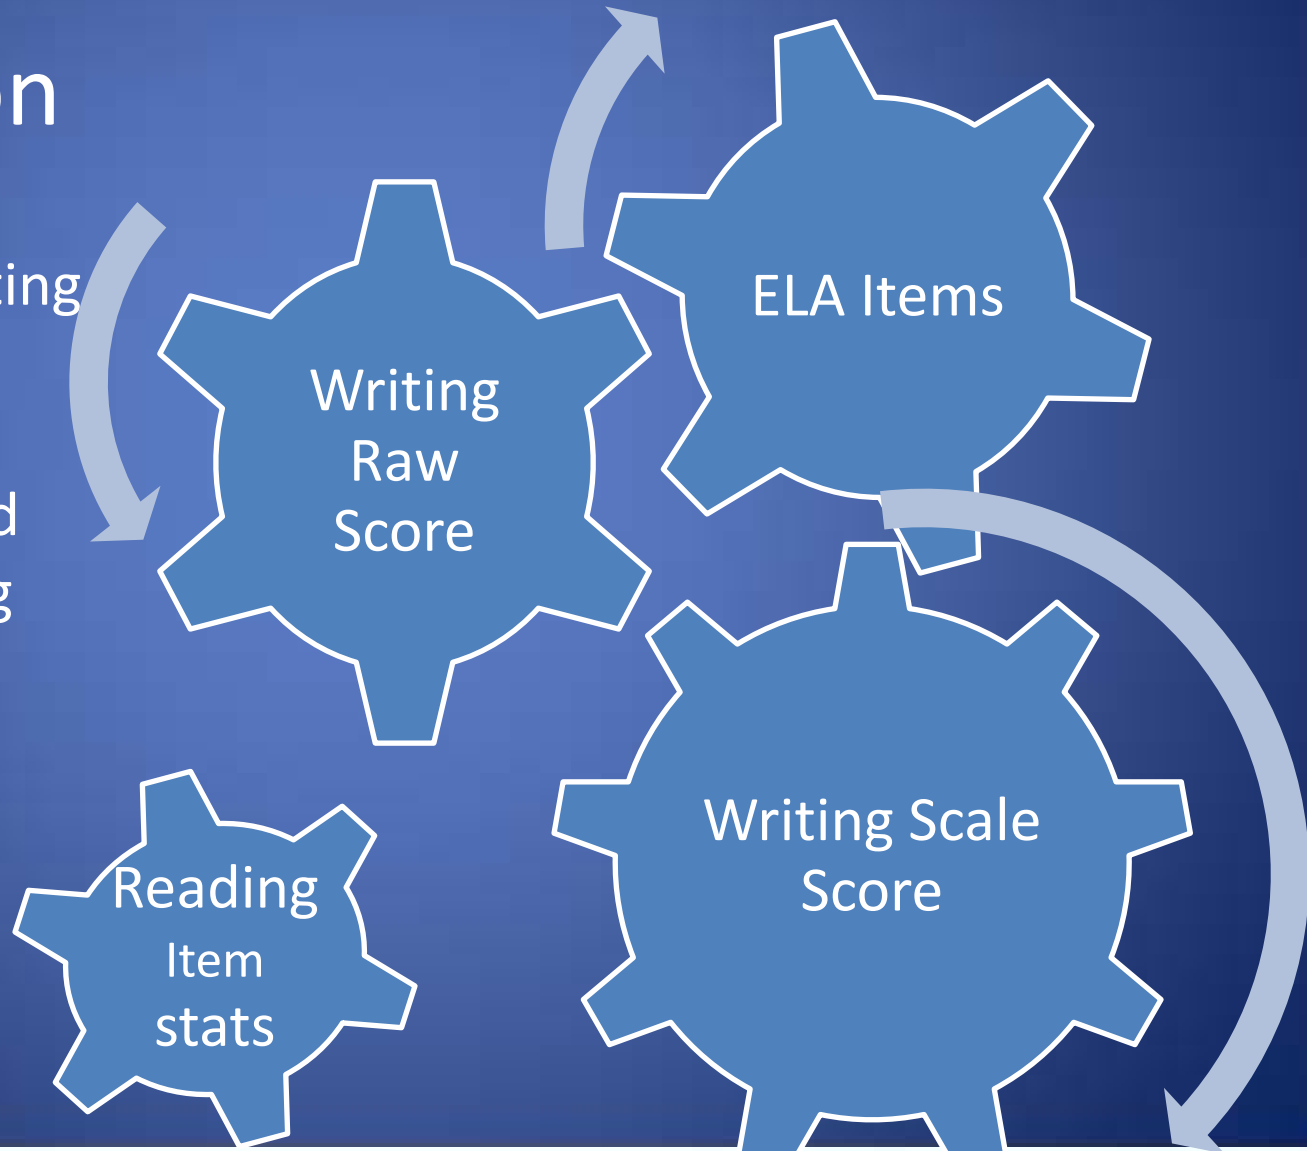 ELA Items
Writing
Raw
Score
Writing Scale
Score
Reading
Item
stats